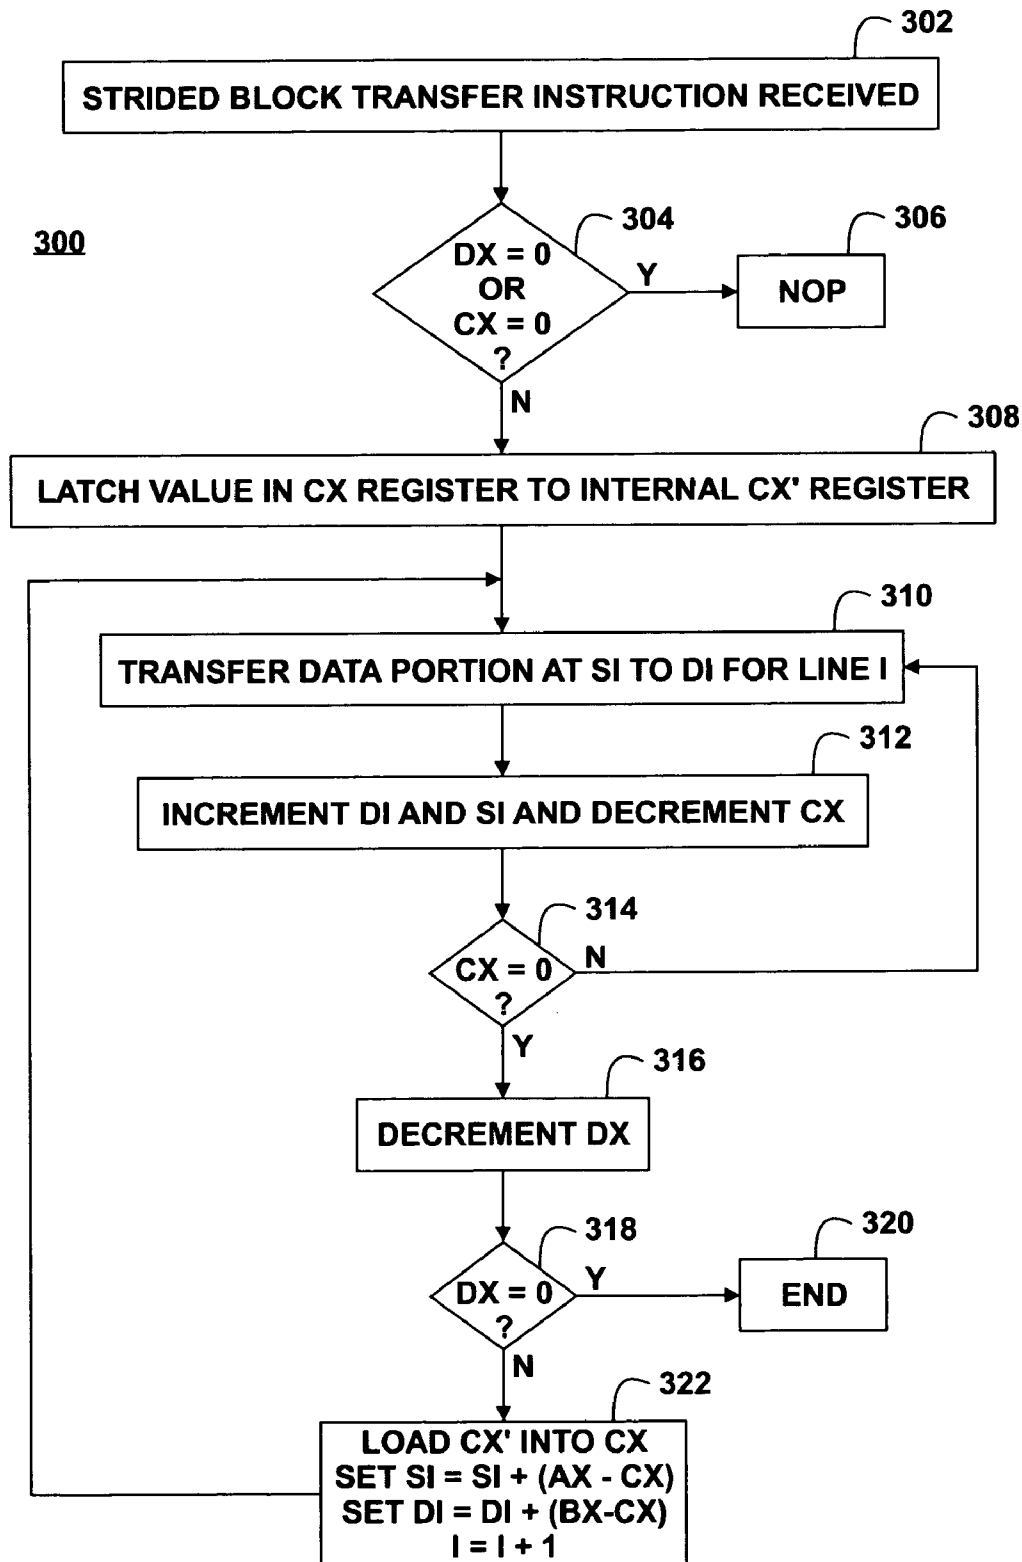 302
STRIDED BLOCK TRANSFER INSTRUCTION RECEIVED
300
304
306
DX = 0
OR
CX = 0
?
Y
NOP
N
308
LATCH VALUE IN CX REGISTER TO INTERNAL CX' REGISTER
310
TRANSFER DATA PORTION AT SI TO DI FOR LINE I
312
INCREMENT DI AND SI AND DECREMENT CX
314
CX = 0
?
N
Y
316
DECREMENT DX
318
320
DX = 0
?
Y
END
N
322
LOAD CX' INTO CX
SET SI = SI + (AX - CX)
SET DI = DI + (BX-CX)
I = I + 1